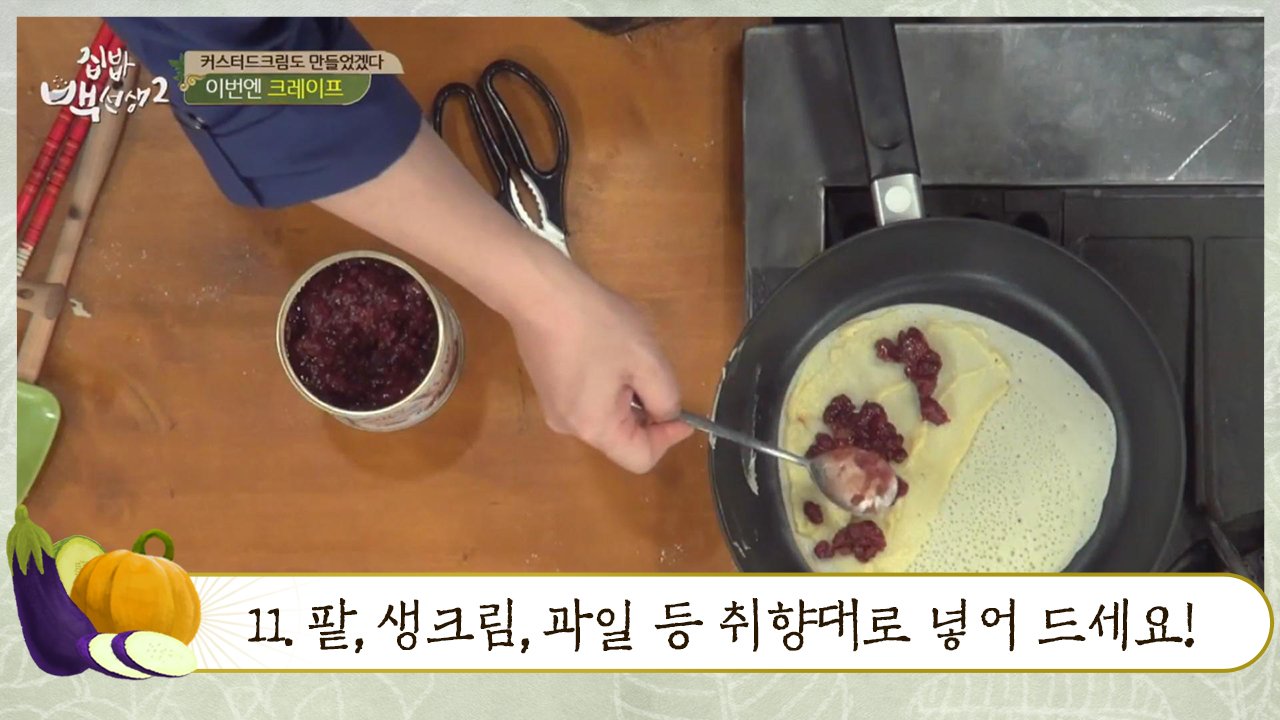 집밥
백선생2
커스터드크림도 만들었겠다
이번엔 크레이프
11. 팥, 생크림, 과일 등 취향대로 넣어 드세요!